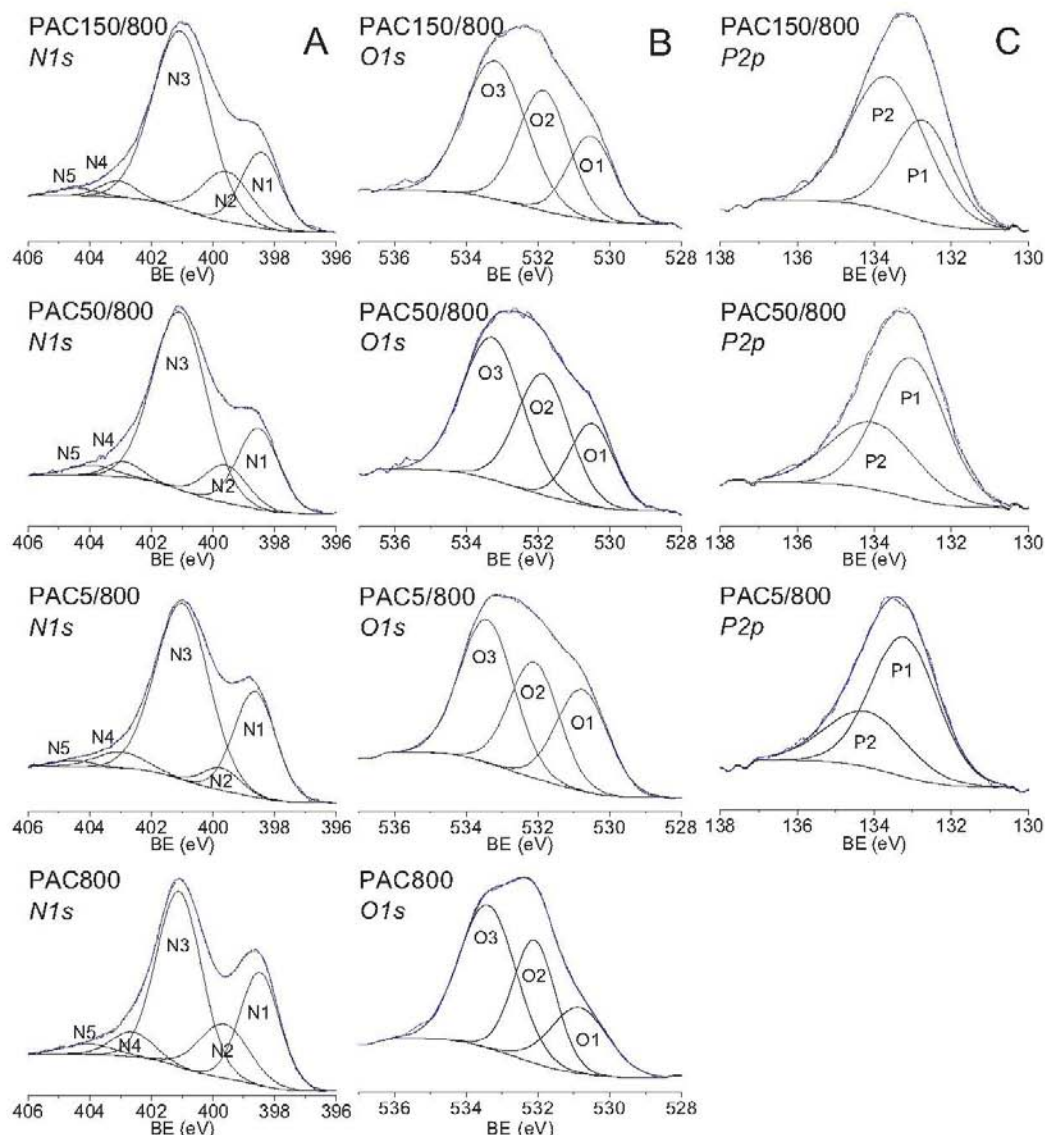 PAC150/800
N1s
A
N3
N4
N5
N2
N1
406 404 402 400 398 396
BE (eV)
PAC150/800
O1s
B
O3
O2
O1
536 534 532 530 528
BE (eV)
PAC150/800
P2p
C
P2
P1
138 136 134 132 130
BE (eV)
PAC50/800
N1s
N3
N4
N5
N2
N1
406 404 402 400 398 396
BE (eV)
PAC50/800
O1s
O3
O2
O1
536 534 532 530 528
BE (eV)
PAC50/800
P2p
P1
P2
138 136 134 132 130
BE (eV)
PAC5/800
N1s
N3
N4
N5
N2
N1
406 404 402 400 398 396
BE (eV)
PAC5/800
O1s
O3
O2
O1
536 534 532 530 528
BE (eV)
PAC5/800
P2p
P1
P2
138 136 134 132 130
BE (eV)
PAC800
N1s
N3
N5
N4
N2
N1
406 404 402 400 398 396
BE (eV)
PAC800
O1s
O3
O2
O1
536 534 532 530 528
BE (eV)